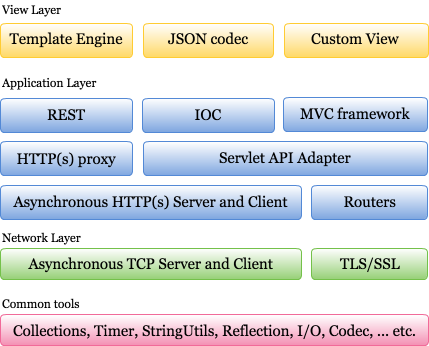 View Layer
Template Engine
JSON codec
Custom View
Application Layer
REST
IOC
MVC framework
HTTP(s) proxy
Servlet API Adapter
Asynchronous HTTP(s) Server and Client
Routers
Network Layer
Asynchronous TCP Server and Client
TLS/SSL
Common tools
Collections, Timer, StringUtils, Reflection, I/O, Codec, ... etc.